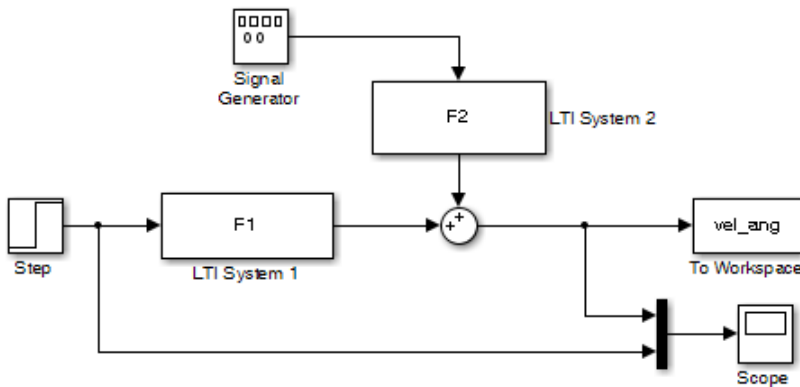 Signal
Generator
F2
LTI System 2
F1
LTI System 1
Step
+
+
vel_ang
To Workspace
Scope